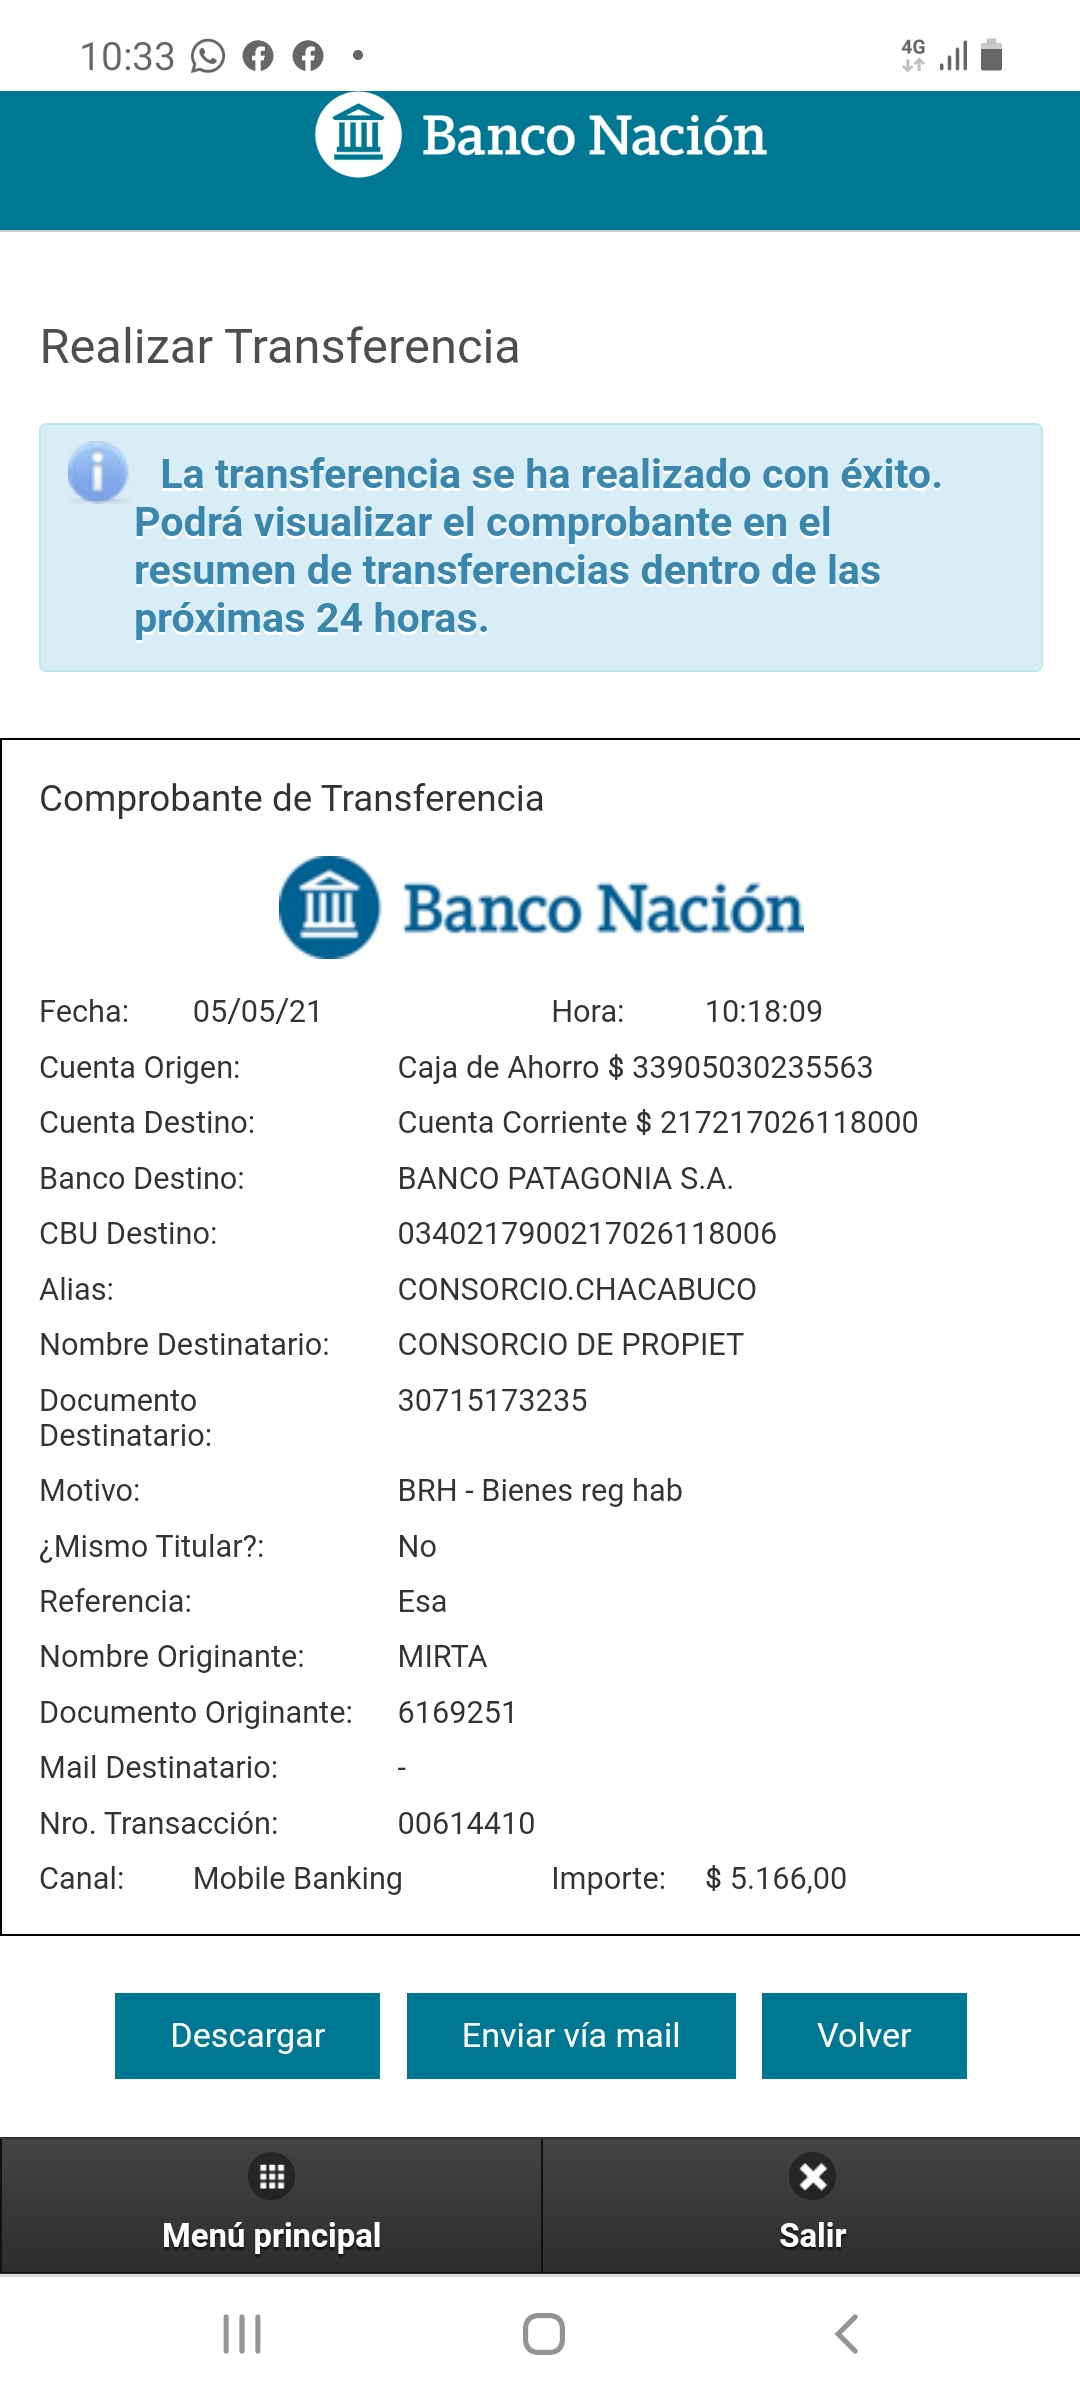 10:33
4G
Banco Nación
Realizar Transferencia
La transferencia se ha realizado con éxito.
Podrá visualizar el comprobante en el
resumen de transferencias dentro de las
próximas 24 horas.
Comprobante de Transferencia
Banco Nación
Fecha: 05/05/21 Hora: 10:18:09
Cuenta Origen: Caja de Ahorro $ 33905030235563
Cuenta Destino: Cuenta Corriente $ 217217026118000
Banco Destino: BANCO PATAGONIA S.A.
CBU Destino: 0340217900217026118006
Alias: CONSORCIO.CHACABUCO
Nombre Destinatario: CONSORCIO DE PROPIET
Documento Destinatario: 30715173235
Motivo: BRH - Bienes reg hab
¿Mismo Titular?: No
Referencia: Esa
Nombre Originante: MIRTA
Documento Originante: 6169251
Mail Destinatario: -
Nro. Transacción: 00614410
Canal: Mobile Banking Importe: $ 5.166,00
Descargar Enviar vía mail Volver
Menú principal Salir